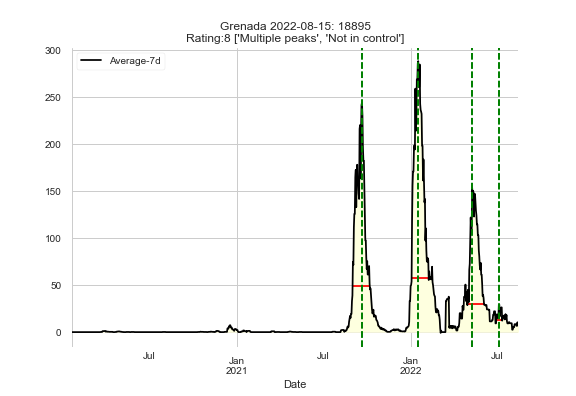 Grenada 2022-08-15: 18895
Rating:8 ['Multiple peaks', 'Not in control']
Average-7d
300
250
200
150
100
50
0
Jul
Jan
2021
Jul
Jan
2022
Jul
Date